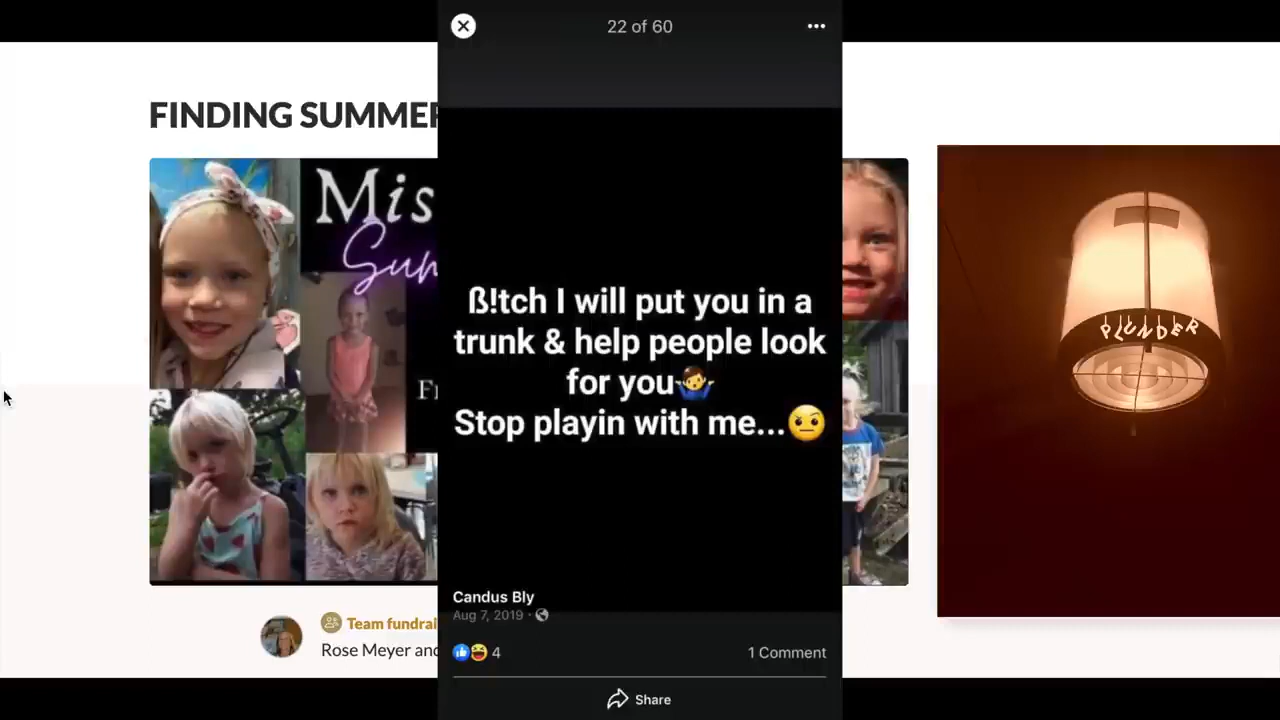 22 of 60
FINDING SUMMER
Mis
Sum
Fr
ß!tch I will put you in a
trunk & help people look
for you🤷‍♂️
Stop playin with me...🤨
PLUNDER
Candus Bly
Aug 7, 2019
Team fundrai
Rose Meyer and
4
1 Comment
Share